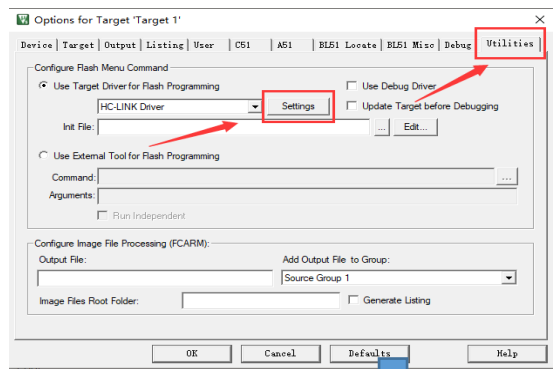 Options for Target 'Target 1'
Device | Target | Output | Listing | User | C51 | A51 | BL51 Locate | BL51 Misc | Debug | Utilities
Configure Flash Menu Command
Use Target Driver for Flash Programming
Use Debug Driver
HC-LINK Driver
Settings
Update Target before Debugging
Init File:
...
Edit...
Use External Tool for Flash Programming
Command:
...
Arguments:
Run Independent
Configure Image File Processing (FCARM):
Output File:
Add Output File to Group:
Source Group 1
Image Files Root Folder:
Generate Listing
OK
Cancel
Defaults
Help